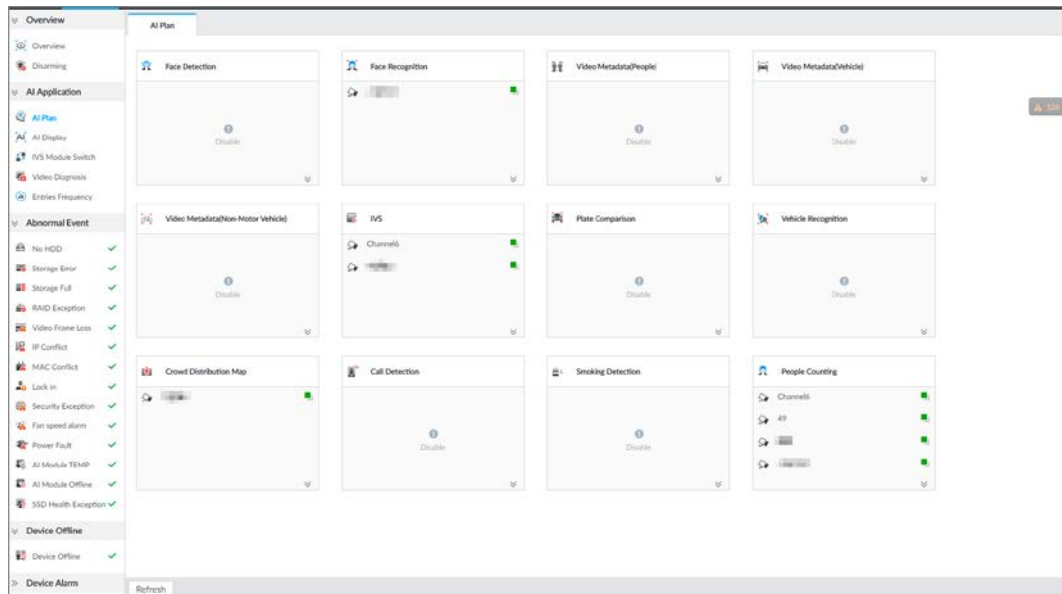 Overview
Overview
Disarming
AI Application
AI Plan
AI Display
IVS Module Switch
Video Diagnosis
Entries Frequency
Abnormal Event
No HDD
Storage Error
Storage Full
RAID Exception
Video Frame Loss
IP Conflict
MAC Conflict
Lock in
Security Exception
Fan speed alarm
Power Fault
AI Module TEMP
AI Module Offline
SSD Health Exception
Device Offline
Device Offline
Device Alarm
AI Plan
Face Detection
Disable
Face Recognition
Video Metadata(People)
Disable
Video Metadata(Vehicle)
Disable
Video Metadata(Non-Motor Vehicle)
Disable
IVS
Channel6
Plate Comparison
Disable
Vehicle Recognition
Disable
Crowd Distribution Map
Call Detection
Disable
Smoking Detection
Disable
People Counting
Channel6
49
Refresh